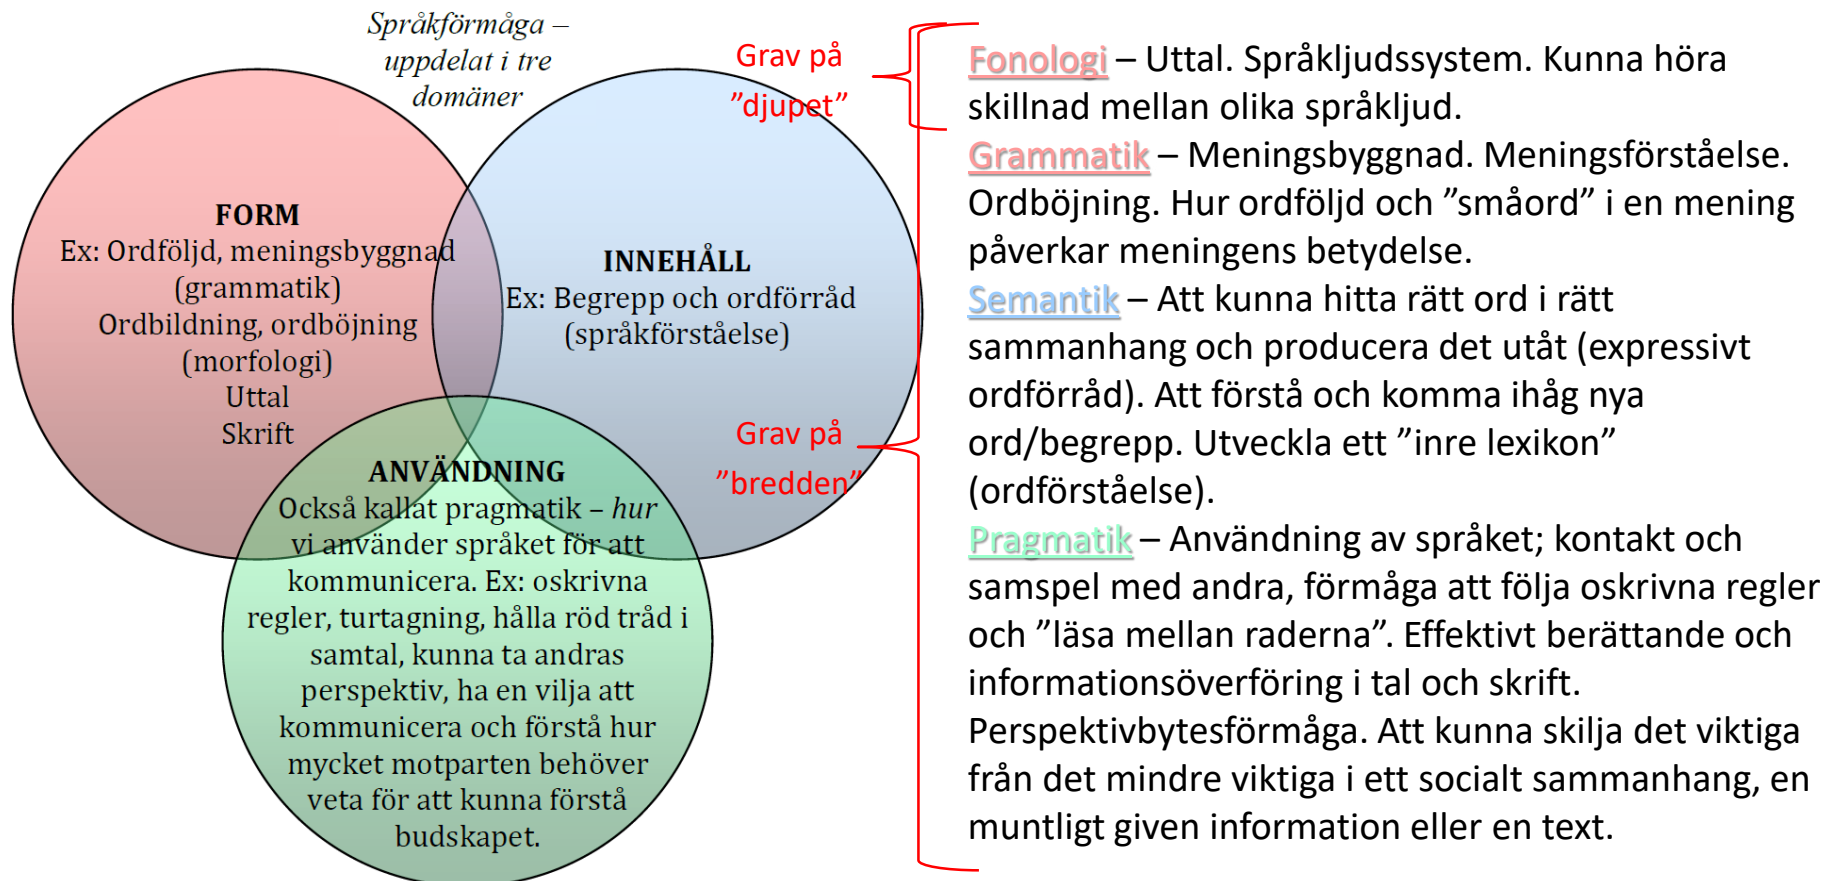 Språkförmåga –
uppdelat i tre
domäner
FORM
Ex: Ordföljd, meningsbyggnad
(grammatik)
Ordbildning, ordböjning
(morfologi)
Uttal
Skrift
INNEHÅLL
Ex: Begrepp och ordförråd
(språkförståelse)
ANVÄNDNING
Också kallat pragmatik – hur
vi använder språket för att
kommunicera. Ex: oskrivna
regler, turtagning, hålla röd tråd i
samtal, kunna ta andras
perspektiv, ha en vilja att
kommunicera och förstå hur
mycket motparten behöver
veta för att kunna förstå
budskapet.
Grav på
”djupet”
Grav på
”bredden”
Fonologi – Uttal. Språkljudssystem. Kunna höra
skillnad mellan olika språkljud.
Grammatik – Meningsbyggnad. Meningsförståelse.
Ordböjning. Hur ordföljd och ”småord” i en mening
påverkar meningens betydelse.
Semantik – Att kunna hitta rätt ord i rätt
sammanhang och producera det utåt (expressivt
ordförråd). Att förstå och komma ihåg nya
ord/begrepp. Utveckla ett ”inre lexikon”
(ordförståelse).
Pragmatik – Användning av språket; kontakt och
samspel med andra, förmåga att följa oskrivna regler
och ”läsa mellan raderna”. Effektivt berättande och
informationsöverföring i tal och skrift.
Perspektivbytesförmåga. Att kunna skilja det viktiga
från det mindre viktiga i ett socialt sammanhang, en
muntligt given information eller en text.